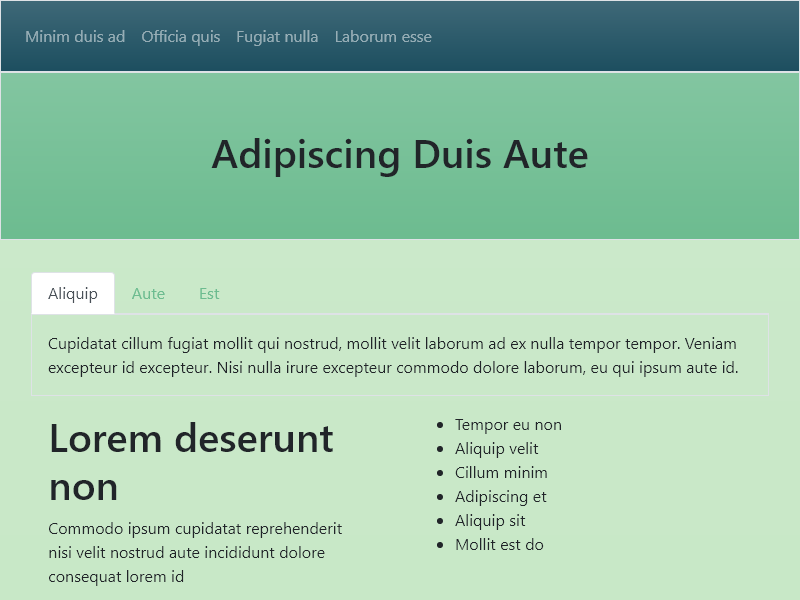 Minim duis ad Officia quis Fugiat nulla Laborum esse
Adipiscing Duis Aute
Aliquip Aute Est
Cupidatat cillum fugiat mollit qui nostrud, mollit velit laborum ad ex nulla tempor tempor. Veniam
excepteur id excepteur. Nisi nulla irure excepteur commodo dolore laborum, eu qui ipsum aute id.
Lorem deserunt
non
Commodo ipsum cupidatat reprehenderit
nisi velit nostrud aute incididunt dolore
consequat lorem id
Tempor eu non
Aliquip velit
Cillum minim
Adipiscing et
Aliquip sit
Mollit est do